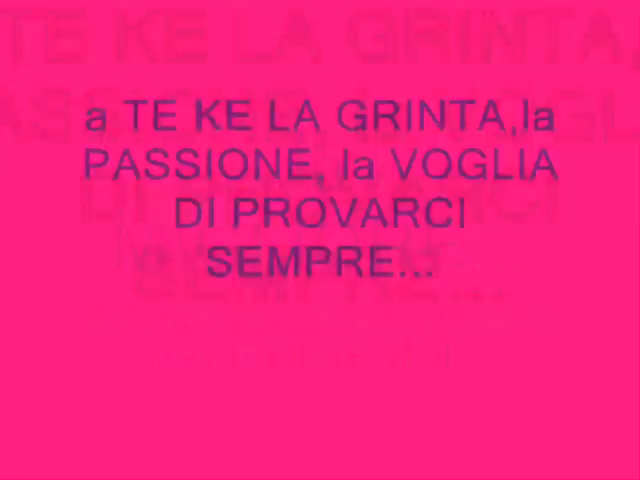 a TE KE LA GRINTA,la
PASSIONE, la VOGLIA
DI PROVARCI
SEMPRE...